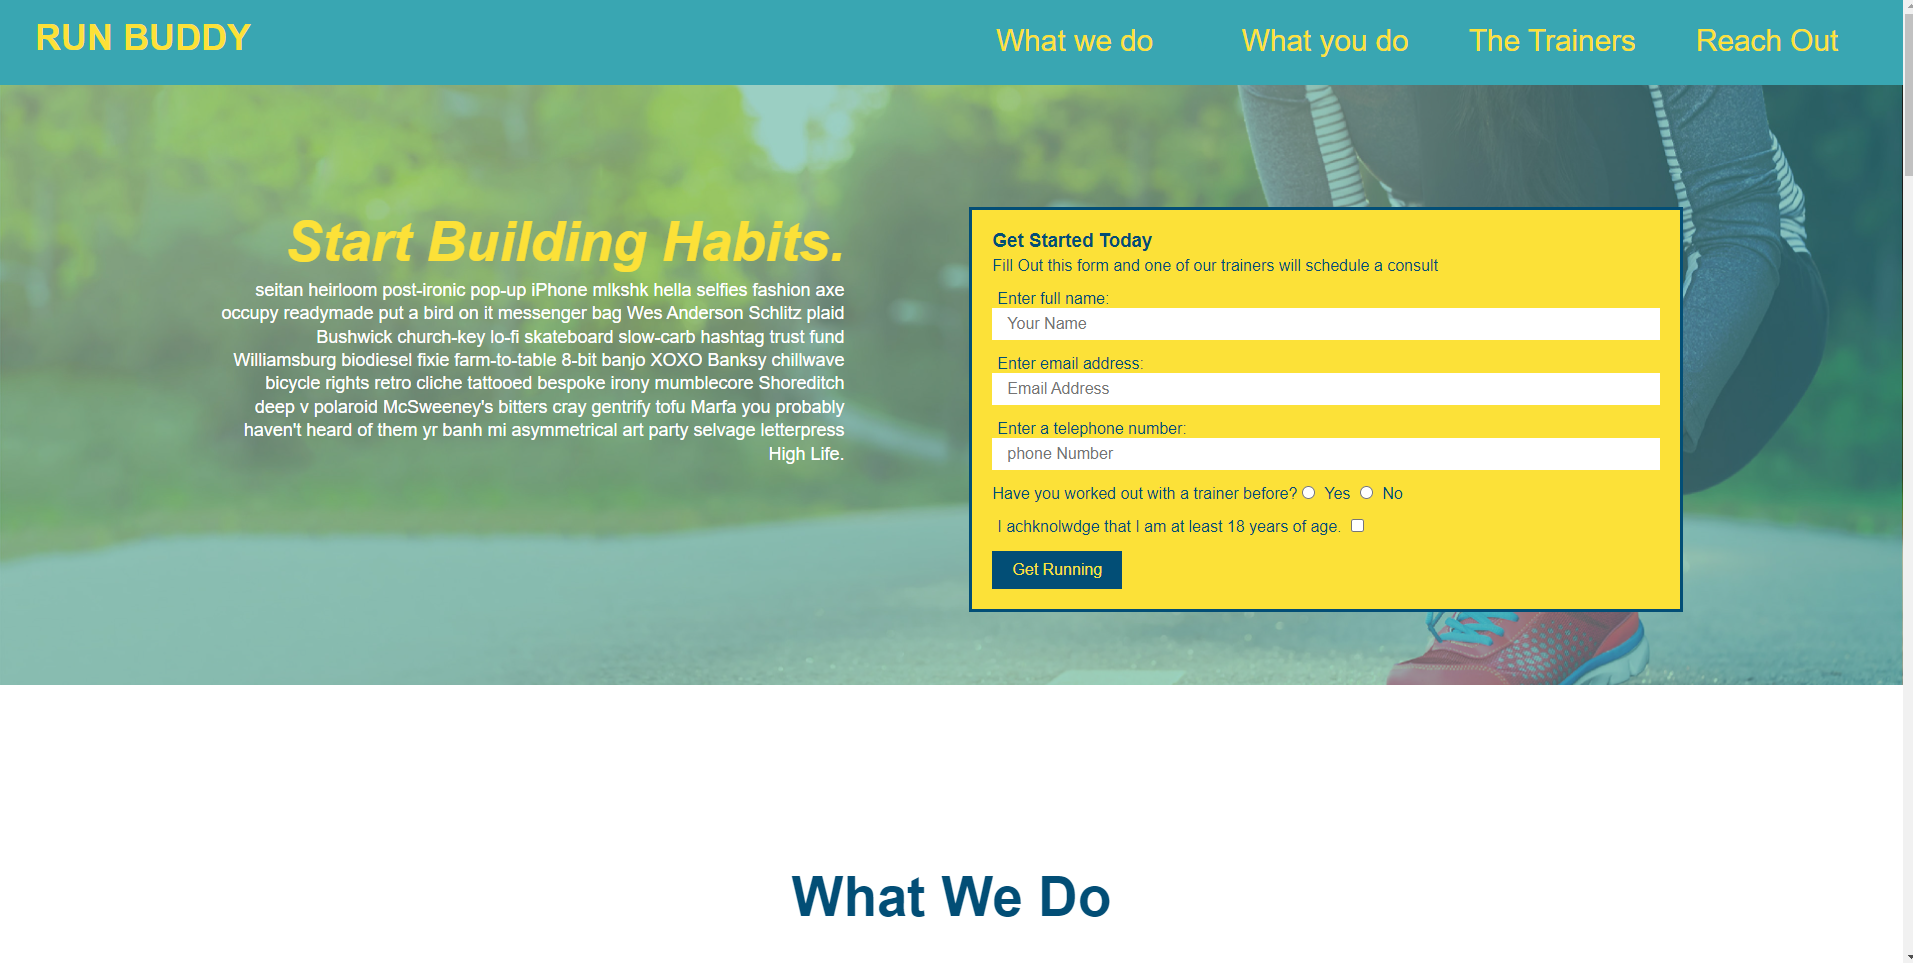 RUN BUDDY
What we do
What you do
The Trainers
Reach Out
Start Building Habits.
seitan heirloom post-ironic pop-up iPhone mlkshk hella selfies fashion axe
occupy readymade put a bird on it messenger bag Wes Anderson Schlitz plaid
Bushwick church-key lo-fi skateboard slow-carb hashtag trust fund
Williamsburg biodiesel fixie farm-to-table 8-bit banjo XOXO Banksy chillwave
bicycle rights retro cliche tattooed bespoke irony mumblecore Shoreditch
deep v polaroid McSweeney's bitters cray gentrify tofu Marfa you probably
haven't heard of them yr banh mi asymmetrical art party selvage letterpress
High Life.
Get Started Today
Fill Out this form and one of our trainers will schedule a consult
Enter full name:
Your Name
Enter email address:
Email Address
Enter a telephone number:
phone Number
Have you worked out with a trainer before? Yes No
I achknolwdge that I am at least 18 years of age.
Get Running
What We Do